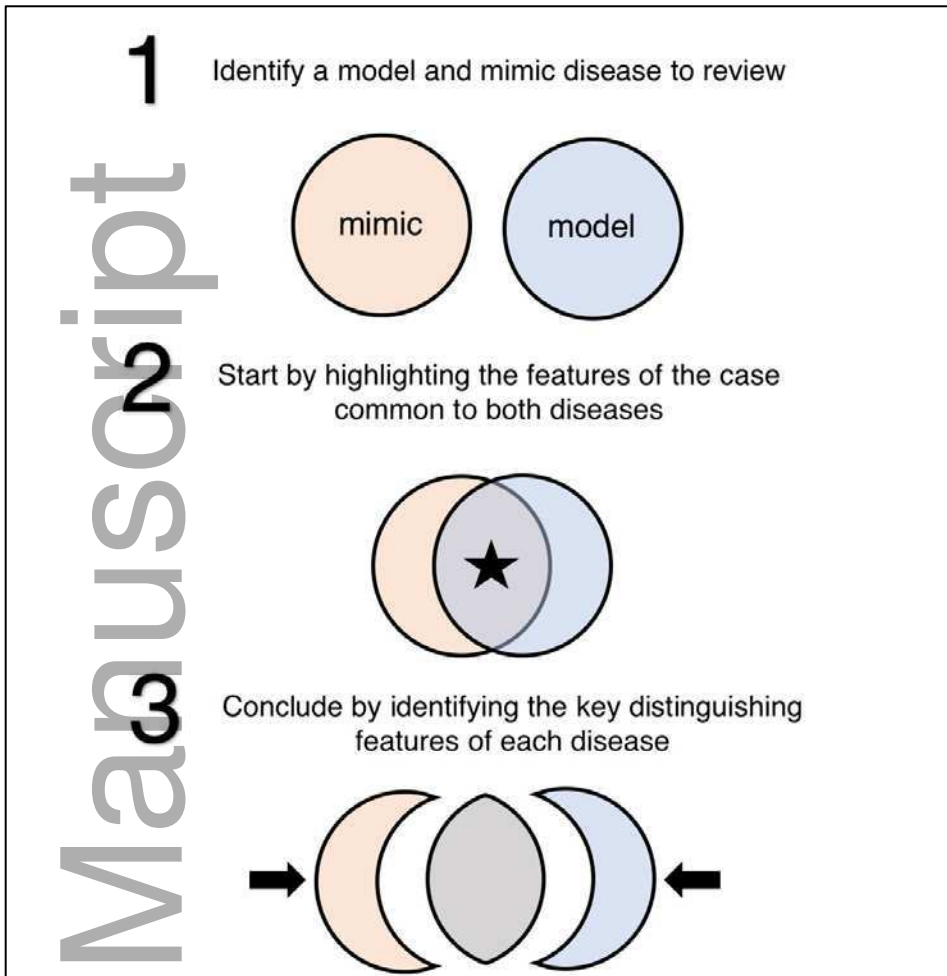 1
Identify a model and mimic disease to review
mimic
model
2
Start by highlighting the features of the case
common to both diseases
3
Conclude by identifying the key distinguishing
features of each disease
Manuscript